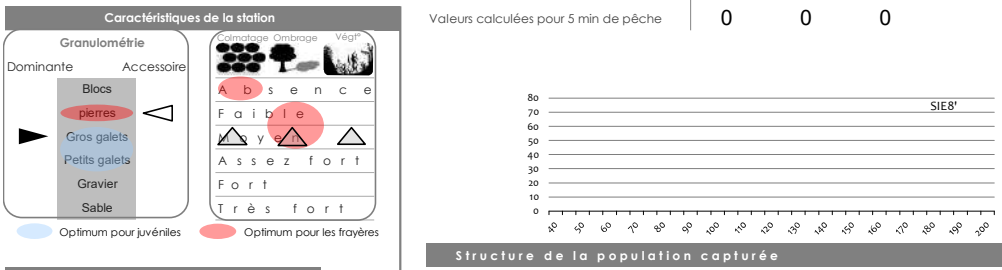 Caractéristiques de la station
Granulométrie
Dominante Accessoire
Blocs
pierres
Gros galets
Petits galets
Gravier
Sable
Colmatage Ombrage Végtº
Absence
Faible
Moyen
Assez fort
Fort
Très fort
Optimum pour juvéniles Optimum pour les frayères
Valeurs calculées pour 5 min de pêche 0 0 0
SIE8'
80
70
60
50
40
30
20
10
0
40 50 60 70 80 90 100 110 120 130 140 150 160 170 180 190 200
Structure de la population capturée